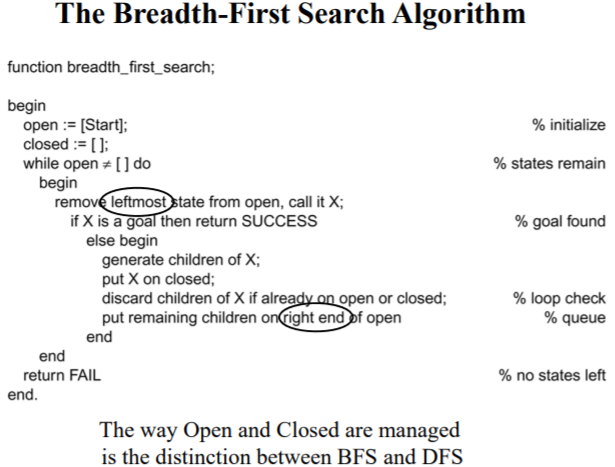 The Breadth-First Search Algorithm
function breadth_first_search;
begin
open := [Start]; % initialize
closed := [ ];
while open ≠ [ ] do % states remain
begin
remove leftmost state from open, call it X;
if X is a goal then return SUCCESS % goal found
else begin
generate children of X;
put X on closed;
discard children of X if already on open or closed; % loop check
put remaining children on right end of open % queue
end
end
return FAIL % no states left
end.
The way Open and Closed are managed
is the distinction between BFS and DFS